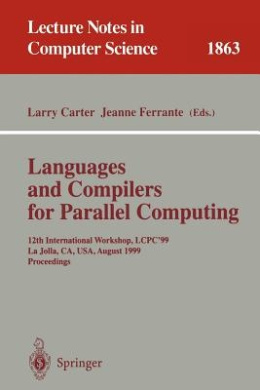 Lecture Notes in
Computer Science 1863
Larry Carter Jeanne Ferrante (Eds.)
Languages
and Compilers
for Parallel Computing
12th International Workshop, LCPC'99
La Jolla, CA, USA, August 1999
Proceedings
Springer